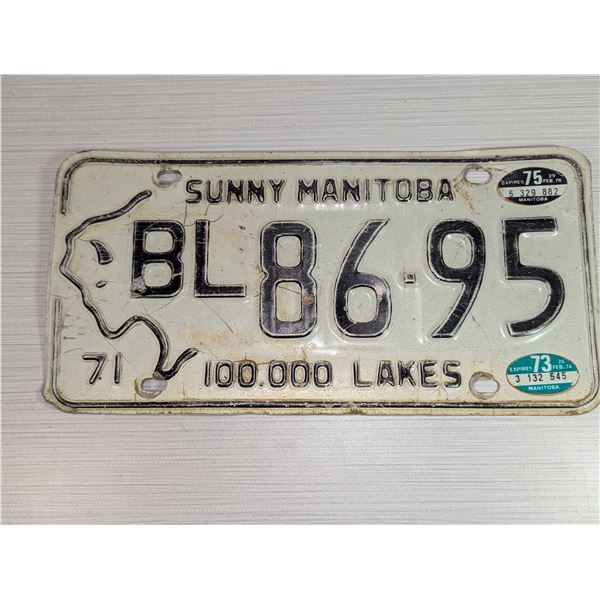 SUNNY MANITOBA
EXPIRES 75 29 FEB. 76
5 329 882
MANITOBA
BL 86-95
71
100.000 LAKES
EXPIRES 73 28 FEB. 74
3 132 545
MANITOBA